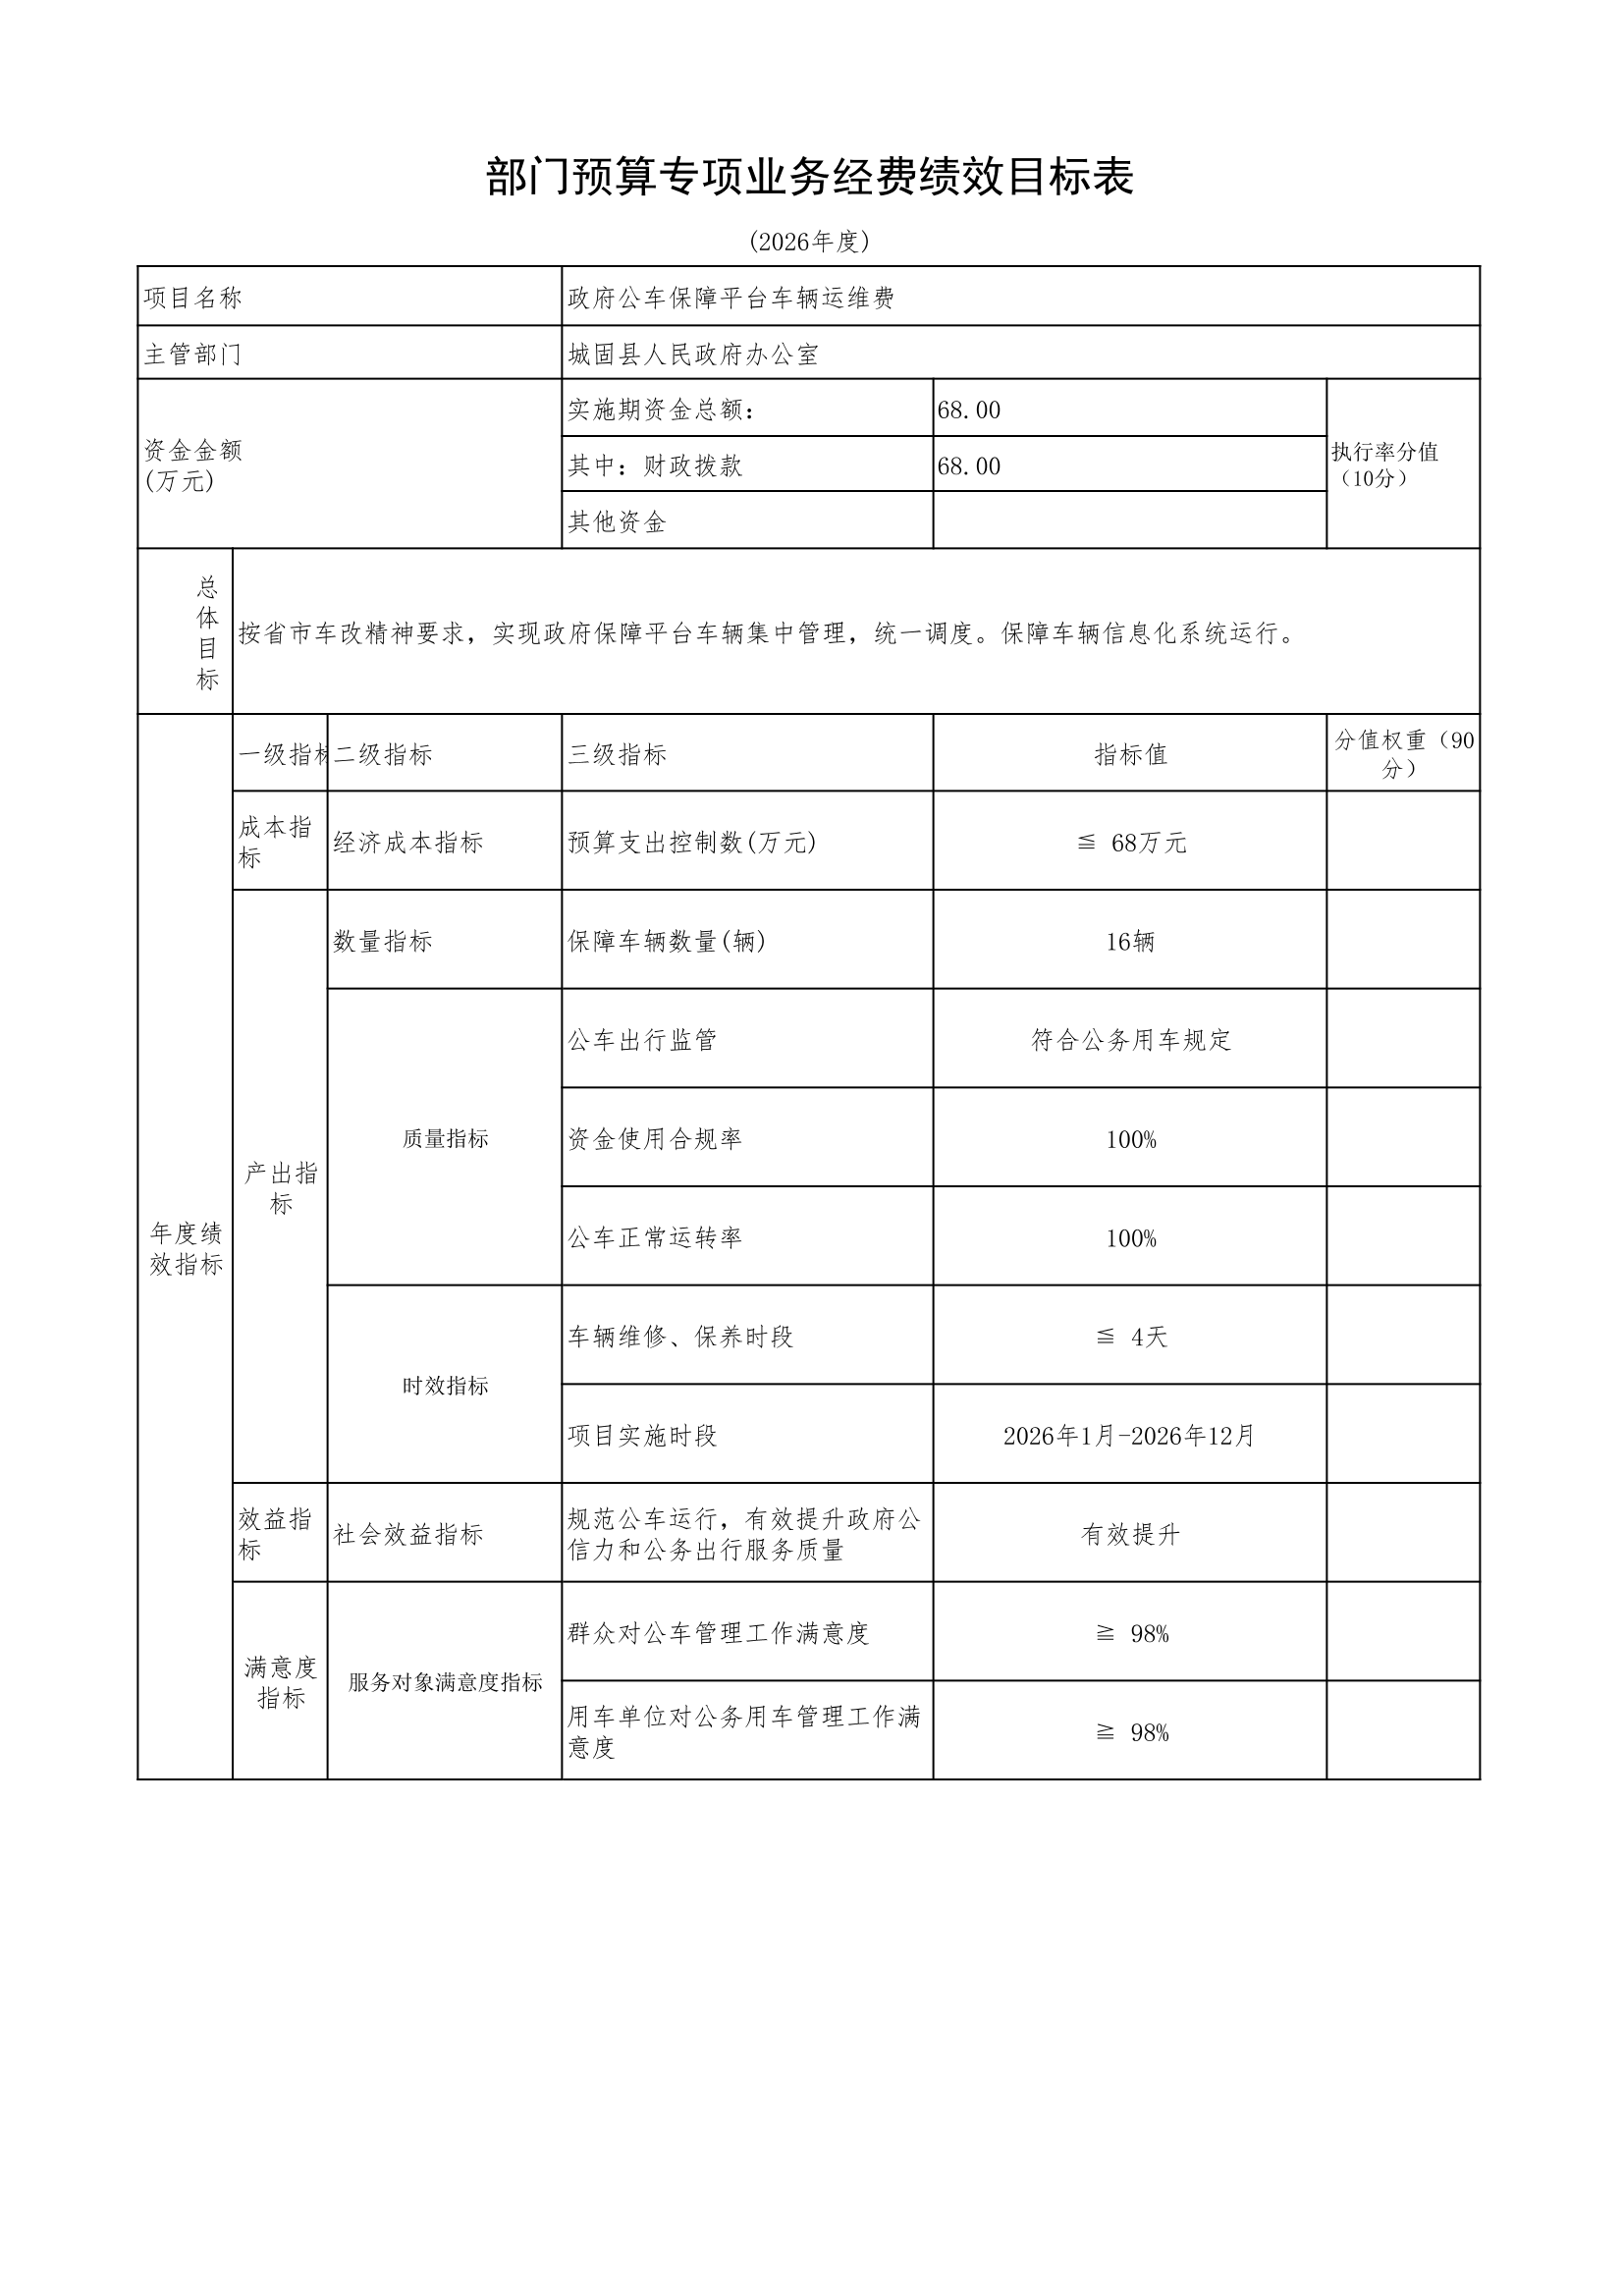 部门预算专项业务经费绩效目标表
(2026年度)
项目名称
政府公车保障平台车辆运维费
主管部门
城固县人民政府办公室
资金金额
(万元)
实施期资金总额:
68.00
其中: 财政拨款
68.00
其他资金
执行率分值
（10分）
总
体
目
标
按省市车改精神要求，实现政府保障平台车辆集中管理，统一调度。保障车辆信息化系统运行。
年度绩
效指标
一级指标
二级指标
三级指标
指标值
分值权重（90
分）
成本指
标
经济成本指标
预算支出控制数(万元)
≦ 68万元
产出指
标
数量指标
保障车辆数量(辆)
16辆
质量指标
公车出行监管
符合公务用车规定
资金使用合规率
100%
公车正常运转率
100%
时效指标
车辆维修、保养时段
≦ 4天
项目实施时段
2026年1月-2026年12月
效益指
标
社会效益指标
规范公车运行，有效提升政府公
信力和公务出行服务质量
有效提升
满意度
指标
服务对象满意度指标
群众对公车管理工作满意度
≧ 98%
用车单位对公务用车管理工作满
意度
≧ 98%